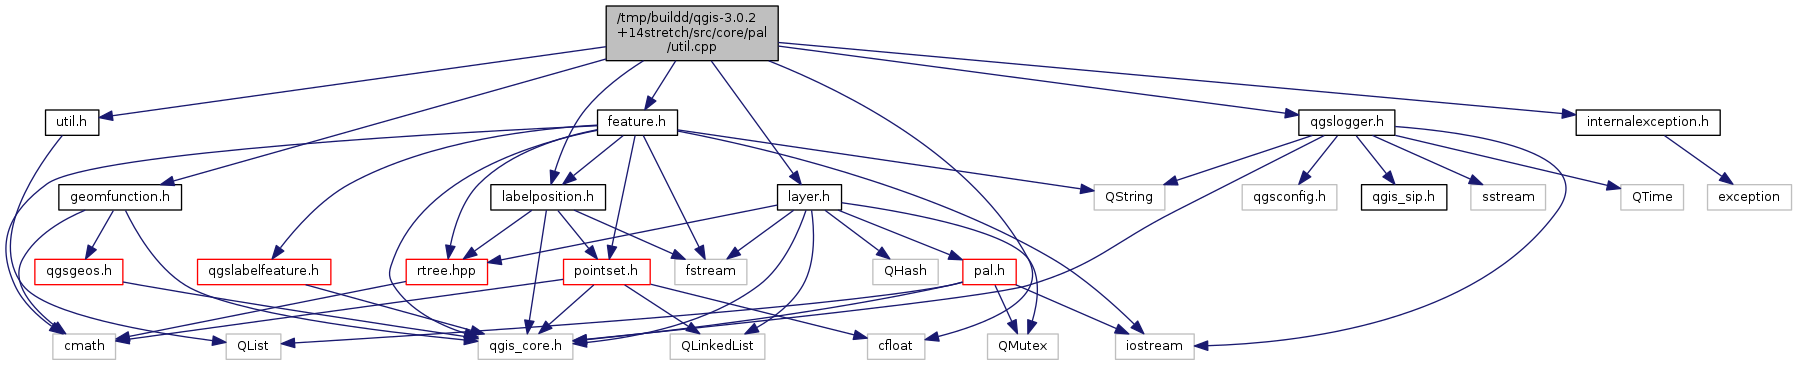 /tmp/buildd/qgis-3.0.2
+14stretch/src/core/pal
/util.cpp
util.h
feature.h
qgslogger.h
internalexception.h
geomfunction.h
labelposition.h
layer.h
QString
qgsconfig.h
qgis_sip.h
sstream
QTime
exception
qgsgeos.h
qgslabelfeature.h
rtree.hpp
pointset.h
fstream
QHash
pal.h
cmath
QList
qgis_core.h
QLinkedList
cfloat
QMutex
iostream